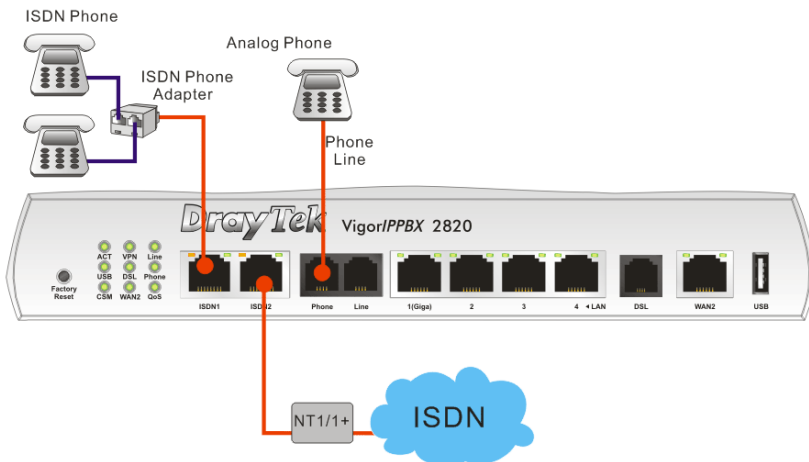 ISDN Phone
Analog Phone
ISDN Phone
Adapter
Phone
Line
DrayTek VigorIPPBX 2820
ACT VPN Line
USB DSL Phone
CSM WAN2 QoS
Factory
Reset
ISDN1 ISDN2 Phone Line 1(Giga) 2 3 4 ◂LAN DSL WAN2 USB
NT1/1+
ISDN